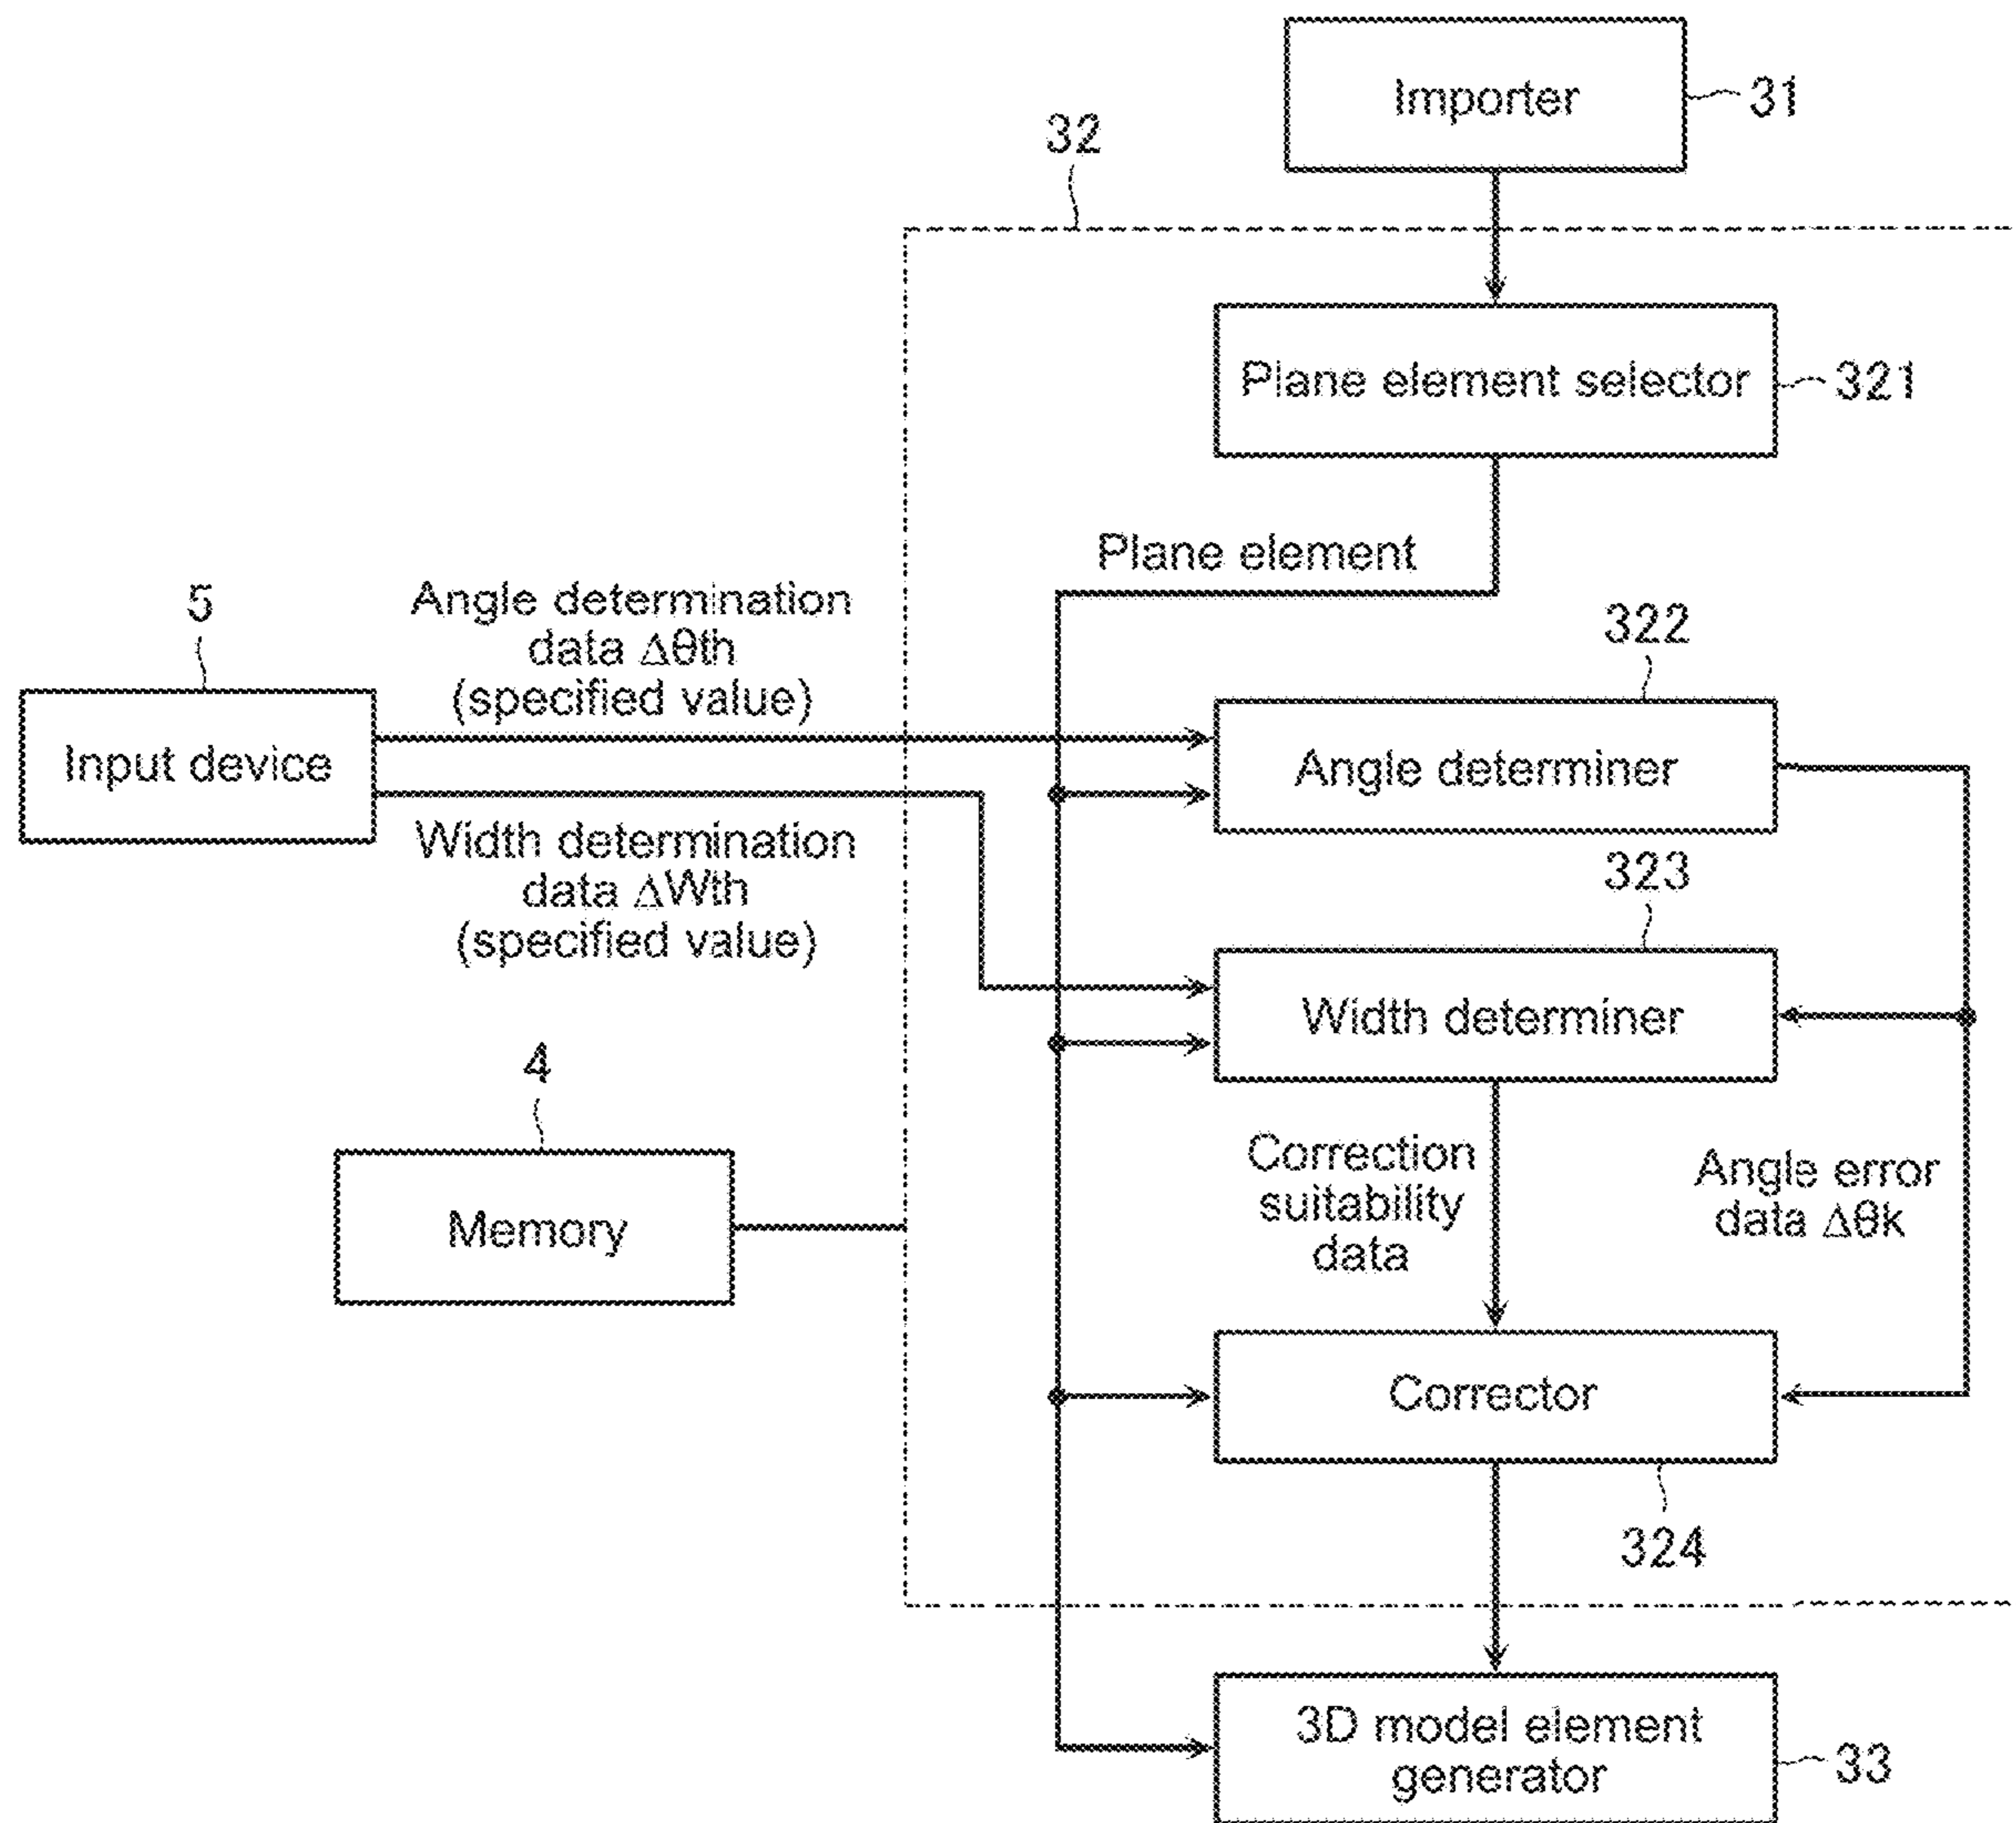 Importer
31
32
Plane element selector
321
Plane element
5
Angle determination
data Δθth
(specified value)
322
Input device
Angle determiner
Width determination
data ΔWth
(specified value)
323
Width determiner
4
Memory
Correction
suitability
data
Angle error
data Δθk
Corrector
324
3D model element
generator
33